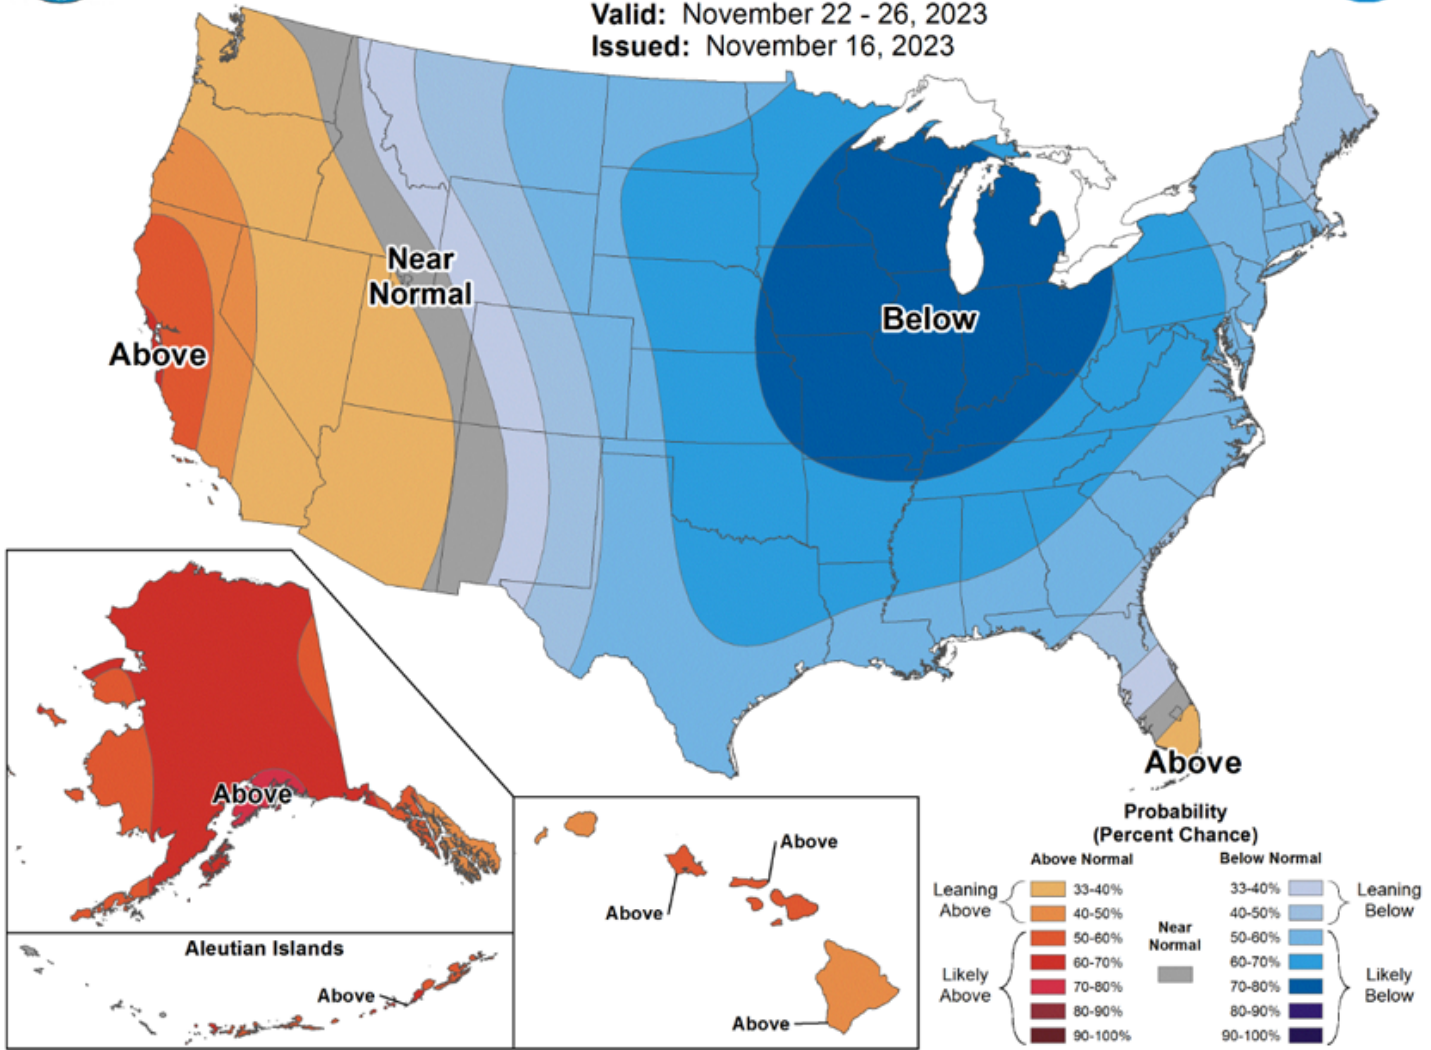 Valid: November 22 - 26, 2023
Issued: November 16, 2023
Near
Normal
Above
Below
Above
Above
Above
Above
Above
Aleutian Islands
Above
Probability
(Percent Chance)
Above Normal
Below Normal
Leaning
Above
33-40%
40-50%
Likely
Above
50-60%
60-70%
70-80%
80-90%
90-100%
Near
Normal
33-40%
40-50%
Leaning
Below
50-60%
60-70%
70-80%
80-90%
90-100%
Likely
Below